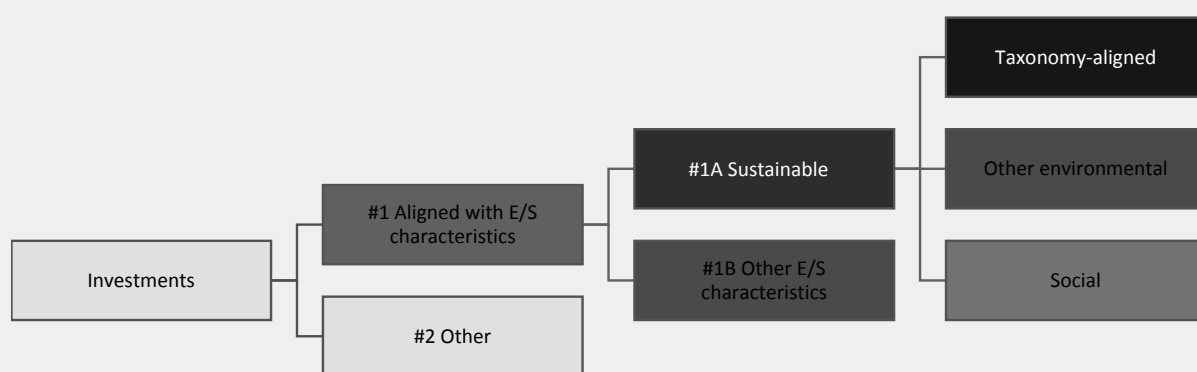 Taxonomy-aligned
#1A Sustainable
Other environmental
#1 Aligned with E/S
characteristics
Investments
#1B Other E/S
characteristics
Social
#2 Other